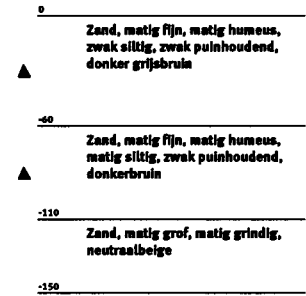 0
Zand, matig fijn, matig humeus,
zwak siltig, zwak puinhoudend,
donker grijsbruin
-60
Zand, matig fijn, matig humeus,
matig siltig, zwak puinhoudend,
donkerbruin
-110
Zand, matig grof, matig grindig,
neutraalbeige
-150